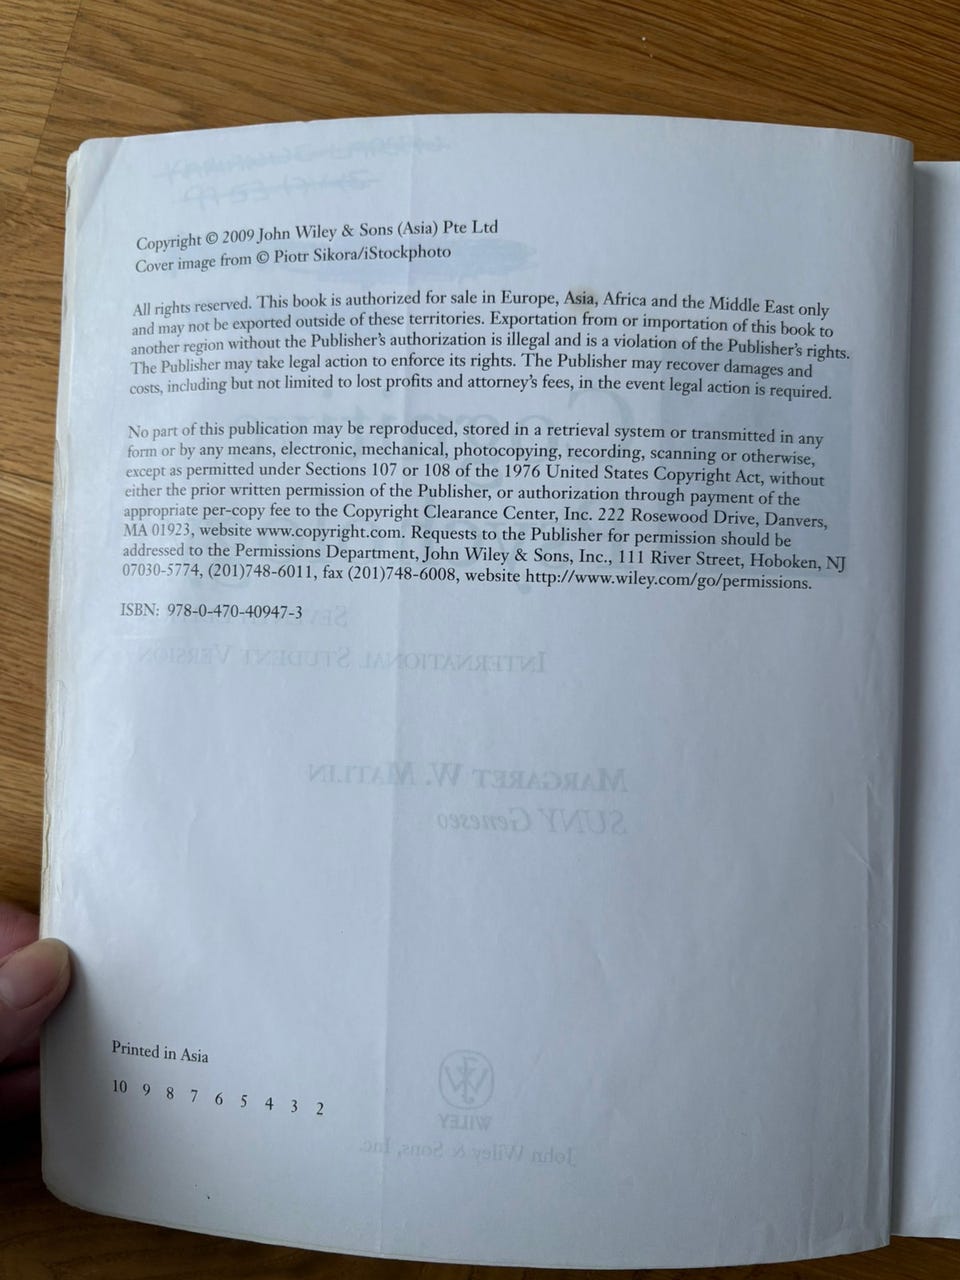 Copyright © 2009 John Wiley & Sons (Asia) Pte Ltd
Cover image from © Piotr Sikora/iStockphoto
All rights reserved. This book is authorized for sale in Europe, Asia, Africa and the Middle East only
and may not be exported outside of these territories. Exportation from or importation of this book to
another region without the Publisher's authorization is illegal and is a violation of the Publisher's rights.
The Publisher may take legal action to enforce its rights. The Publisher may recover damages and
costs, including but not limited to lost profits and attorney's fees, in the event legal action is required.
No part of this publication may be reproduced, stored in a retrieval system or transmitted in any
form or by any means, electronic, mechanical, photocopying, recording, scanning or otherwise,
except as permitted under Sections 107 or 108 of the 1976 United States Copyright Act, without
either the prior written permission of the Publisher, or authorization through payment of the
appropriate per-copy fee to the Copyright Clearance Center, Inc. 222 Rosewood Drive, Danvers,
MA 01923, website www.copyright.com. Requests to the Publisher for permission should be
addressed to the Permissions Department, John Wiley & Sons, Inc., 111 River Street, Hoboken, NJ
07030-5774, (201)748-6011, fax (201)748-6008, website http://www.wiley.com/go/permissions.
ISBN: 978-0-470-40947-3
International Student Version
Margaret W. Matlin
SUNY Geneseo
Printed in Asia
10 9 8 7 6 5 4 3 2
WILEY
John Wiley & Sons, Inc.